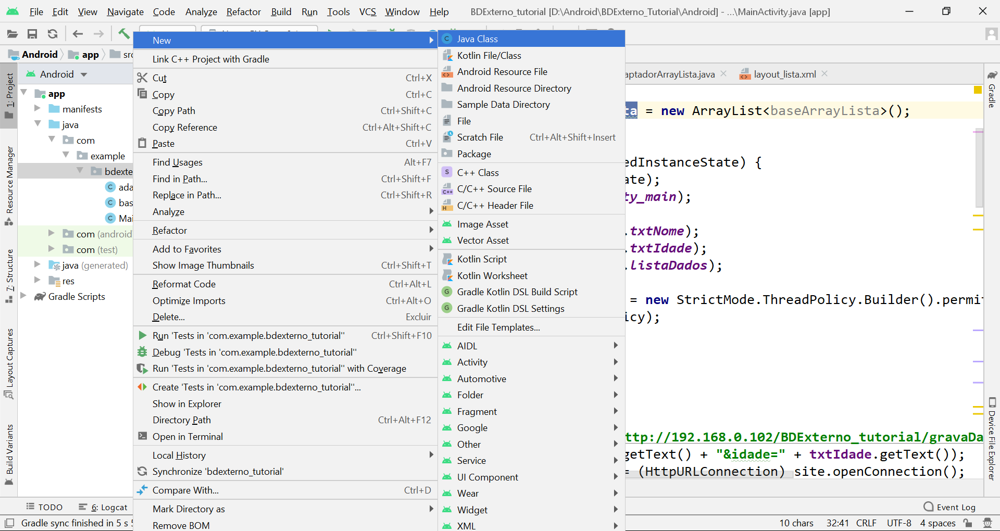 File Edit View Navigate Code Analyze Refactor Build Run Tools VCS Window Help BDExterno_tutorial [D:\Android\BDExterno_Tutorial\Android] - ...\MainActivity.java [app]
Android app
Android
app
manifests
java
com
example
bdexte
ada
bas
Mai
com (android
com (test)
java (generated)
res
Gradle Scripts
1: Project
Resource Manager
7: Structure
Layout Captures
Build Variants
New
Link C++ Project with Gradle
Cut Ctrl+X
Copy Ctrl+C
Copy Path Ctrl+Shift+C
Copy Reference Ctrl+Alt+Shift+C
Paste Ctrl+V
Find Usages Alt+F7
Find in Path... Ctrl+Shift+F
Replace in Path... Ctrl+Shift+R
Analyze
Refactor
Add to Favorites
Show Image Thumbnails Ctrl+Shift+T
Reformat Code Ctrl+Alt+L
Optimize Imports Ctrl+Alt+O
Delete... Excluir
Run 'Tests in 'com.example.bdexterno_tutorial'' Ctrl+Shift+F10
Debug 'Tests in 'com.example.bdexterno_tutorial''
Run 'Tests in 'com.example.bdexterno_tutorial'' with Coverage
Create 'Tests in 'com.example.bdexterno_tutorial''...
Show in Explorer
Directory Path Ctrl+Alt+F12
Open in Terminal
Local History
Synchronize 'bdexterno_tutorial'
Compare With... Ctrl+D
Mark Directory as
Remove BOM
Java Class
Kotlin File/Class
Android Resource File
Android Resource Directory
Sample Data Directory
File
Scratch File Ctrl+Alt+Shift+Insert
Package
C++ Class
C/C++ Source File
C/C++ Header File
Image Asset
Vector Asset
Kotlin Script
Kotlin Worksheet
Gradle Kotlin DSL Build Script
Gradle Kotlin DSL Settings
Edit File Templates...
AIDL
Activity
Automotive
Folder
Fragment
Google
Other
Service
UI Component
Wear
Widget
XML
aptadorArrayLista.java layout_lista.xml
ta = new ArrayList<baseArrayLista>();
edInstanceState) {
ate);
ty_main);
.txtNome);
.txtIdade);
.listaDados);
= new StrictMode.ThreadPolicy.Builder().permi
icy);
ttp://192.168.0.102/BDExterno_tutorial/gravaDa
getText() + "&idade=" + txtIdade.getText());
= (HttpURLConnection) site.openConnection();
Gradle
Device File Explorer
TODO 6: Logcat Event Log
Gradle sync finished in 5 s 10 chars 32:41 CRLF UTF-8 4 spaces